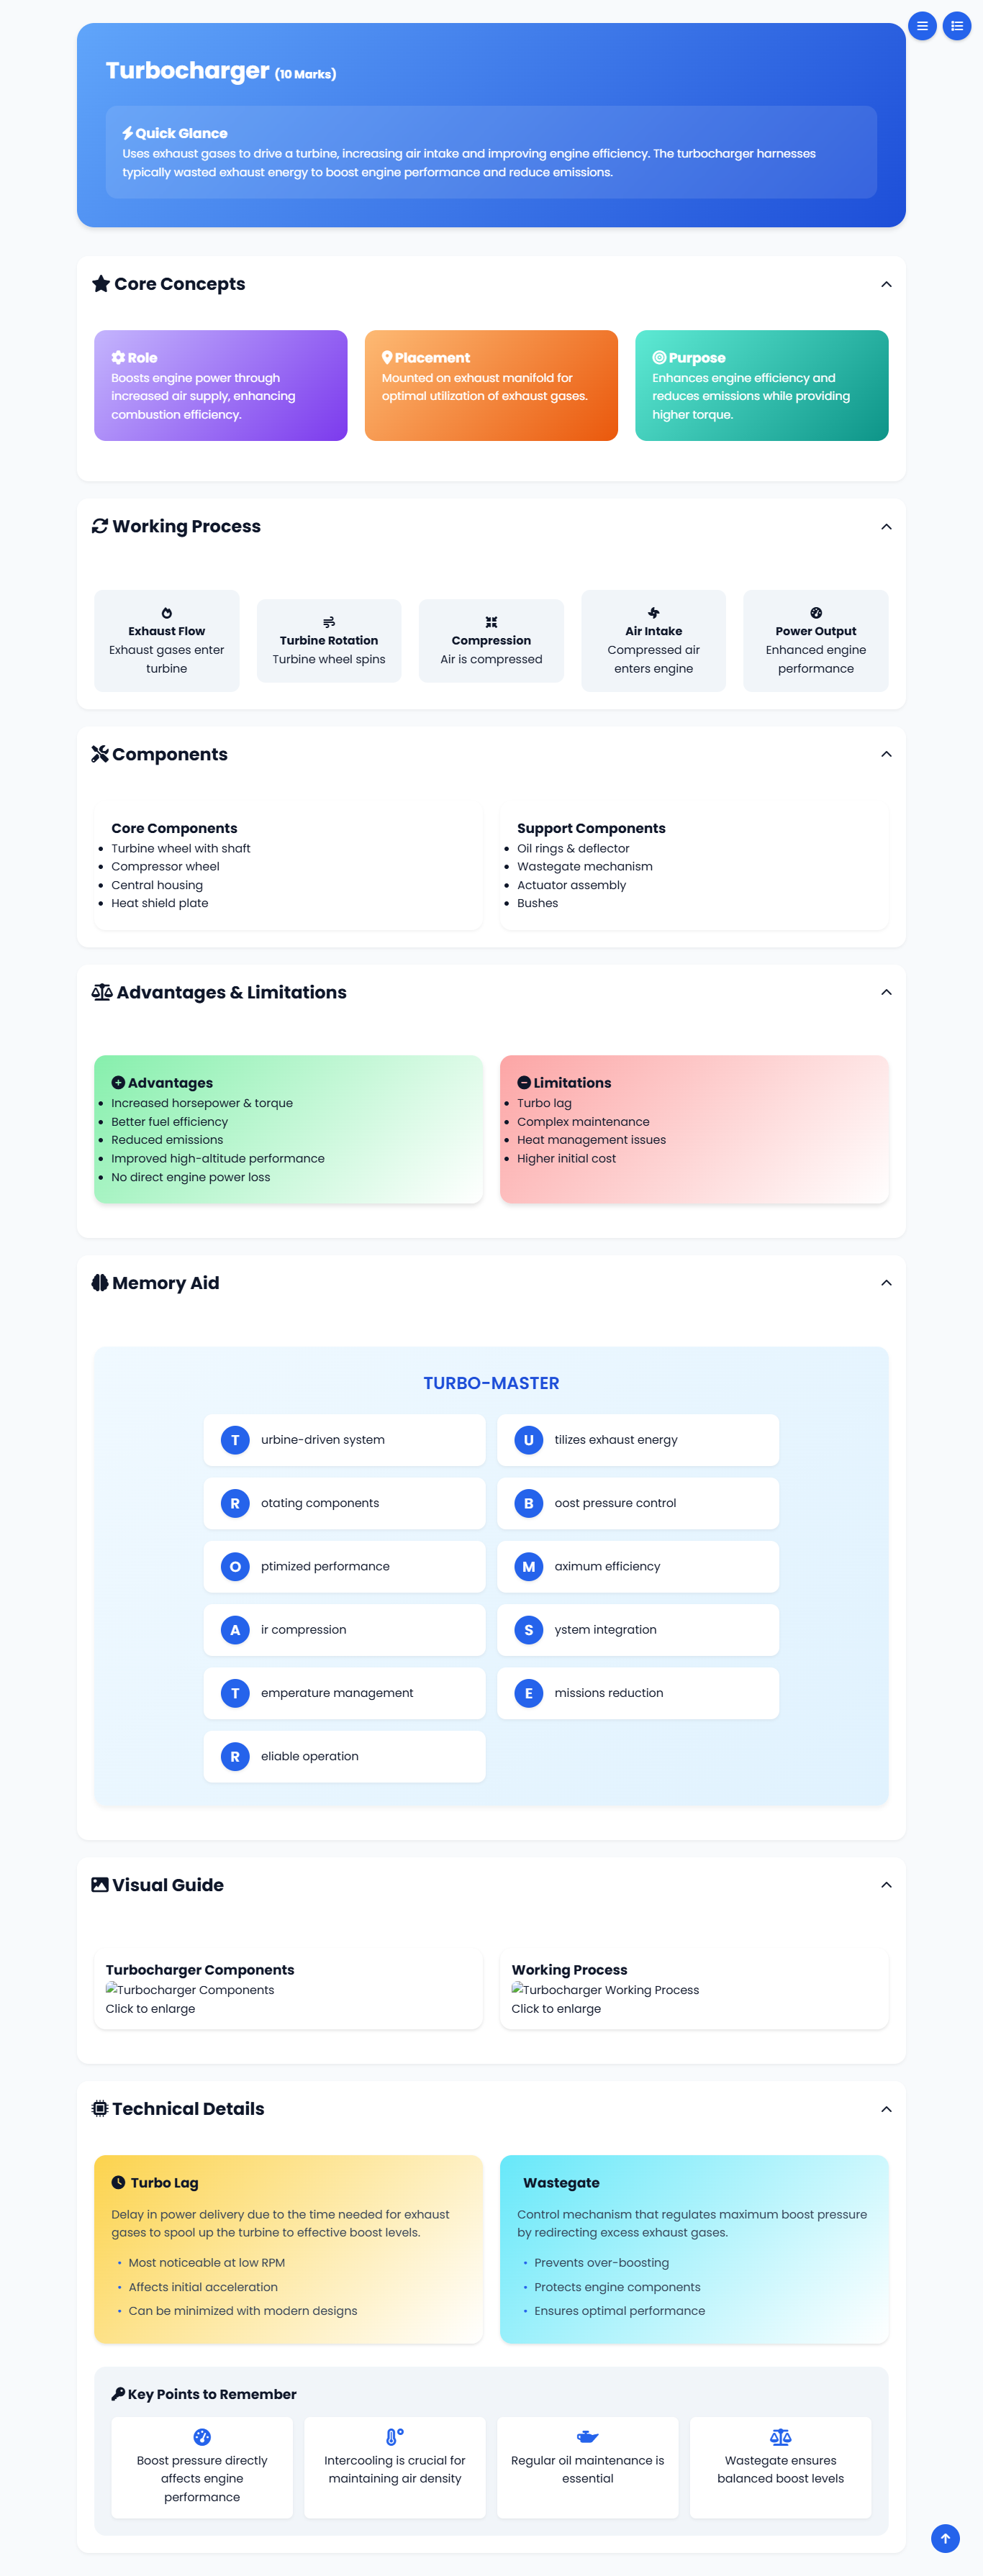 Turbocharger (10 Marks)
Quick Glance
Uses exhaust gases to drive a turbine, increasing air intake and improving engine efficiency. The turbocharger harnesses
typically wasted exhaust energy to boost engine performance and reduce emissions.
Core Concepts
Role
Boosts engine power through
increased air supply, enhancing
combustion efficiency.
Placement
Mounted on exhaust manifold for
optimal utilization of exhaust gases.
Purpose
Enhances engine efficiency and
reduces emissions while providing
higher torque.
Working Process
Exhaust Flow
Exhaust gases enter
turbine
Turbine Rotation
Turbine wheel spins
Compression
Air is compressed
Air Intake
Compressed air
enters engine
Power Output
Enhanced engine
performance
Components
Core Components
• Turbine wheel with shaft
• Compressor wheel
• Central housing
• Heat shield plate
Support Components
• Oil rings & deflector
• Wastegate mechanism
• Actuator assembly
• Bushes
Advantages & Limitations
Advantages
• Increased horsepower & torque
• Better fuel efficiency
• Reduced emissions
• Improved high-altitude performance
• No direct engine power loss
Limitations
• Turbo lag
• Complex maintenance
• Heat management issues
• Higher initial cost
Memory Aid
TURBO-MASTER
T urbine-driven system
U tilizes exhaust energy
R otating components
B oost pressure control
O ptimized performance
M aximum efficiency
A ir compression
S ystem integration
T emperature management
E missions reduction
R eliable operation
Visual Guide
Turbocharger Components
Turbocharger Components
Click to enlarge
Working Process
Turbocharger Working Process
Click to enlarge
Technical Details
Turbo Lag
Delay in power delivery due to the time needed for exhaust
gases to spool up the turbine to effective boost levels.
• Most noticeable at low RPM
• Affects initial acceleration
• Can be minimized with modern designs
Wastegate
Control mechanism that regulates maximum boost pressure
by redirecting excess exhaust gases.
• Prevents over-boosting
• Protects engine components
• Ensures optimal performance
Key Points to Remember
Boost pressure directly
affects engine
performance
Intercooling is crucial for
maintaining air density
Regular oil maintenance is
essential
Wastegate ensures
balanced boost levels